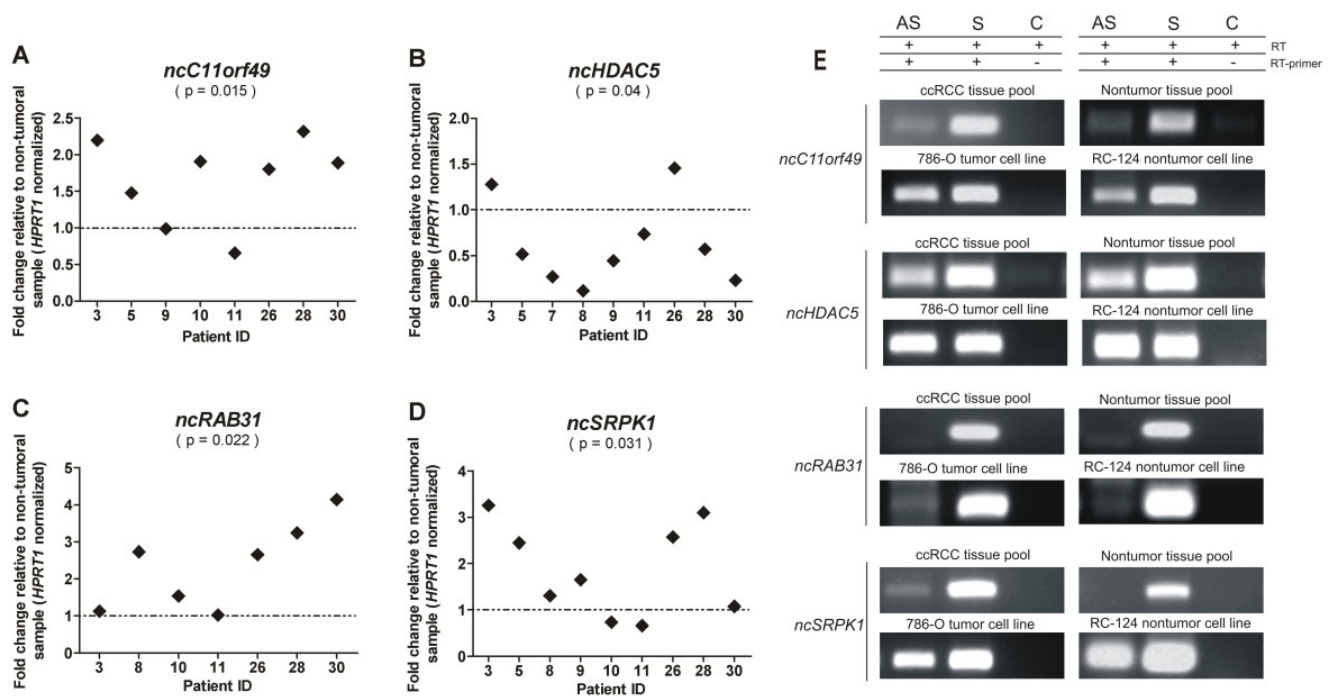 A
ncC11orf49
( p = 0.015 )
Fold change relative to non-tumoral
sample (HPRT1 normalized)
2.5
2.0
1.5
1.0
0.5
0.0
3 5 9 10 11 26 28 30
Patient ID
B
ncHDAC5
( p = 0.04 )
Fold change relative to non-tumoral
sample (HPRT1 normalized)
2.0
1.5
1.0
0.5
0.0
3 5 7 8 9 11 26 28 30
Patient ID
C
ncRAB31
( p = 0.022 )
Fold change relative to non-tumoral
sample (HPRT1 normalized)
5
4
3
2
1
0
3 8 10 11 26 28 30
Patient ID
D
ncSRPK1
( p = 0.031 )
Fold change relative to non-tumoral
sample (HPRT1 normalized)
4
3
2
1
0
3 5 8 9 10 11 26 28 30
Patient ID
E
AS S C AS S C
+ + + + + + RT
+ + - + + - RT-primer
ncC11orf49
ccRCC tissue pool Nontumor tissue pool
786-O tumor cell line RC-124 nontumor cell line
ncHDAC5
ccRCC tissue pool Nontumor tissue pool
786-O tumor cell line RC-124 nontumor cell line
ncRAB31
ccRCC tissue pool Nontumor tissue pool
786-O tumor cell line RC-124 nontumor cell line
ncSRPK1
ccRCC tissue pool Nontumor tissue pool
786-O tumor cell line RC-124 nontumor cell line